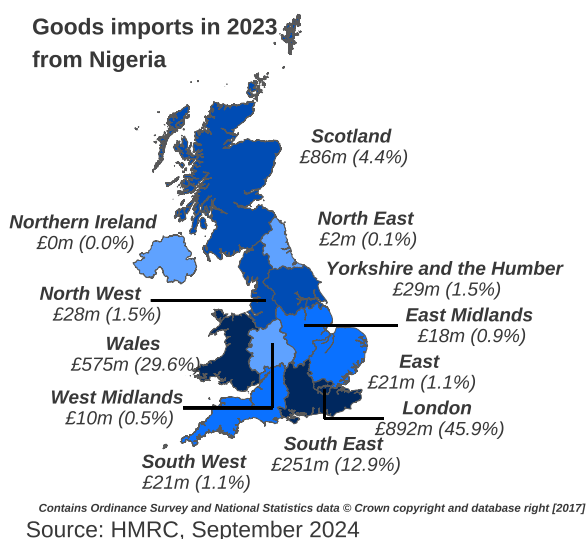 Goods imports in 2023
from Nigeria
Scotland
£86m (4.4%)
Northern Ireland
£0m (0.0%)
North East
£2m (0.1%)
Yorkshire and the Humber
£29m (1.5%)
North West
£28m (1.5%)
East Midlands
£18m (0.9%)
Wales
£575m (29.6%)
East
£21m (1.1%)
West Midlands
£10m (0.5%)
London
£892m (45.9%)
South East
£251m (12.9%)
South West
£21m (1.1%)
Contains Ordinance Survey and National Statistics data © Crown copyright and database right [2017]
Source: HMRC, September 2024